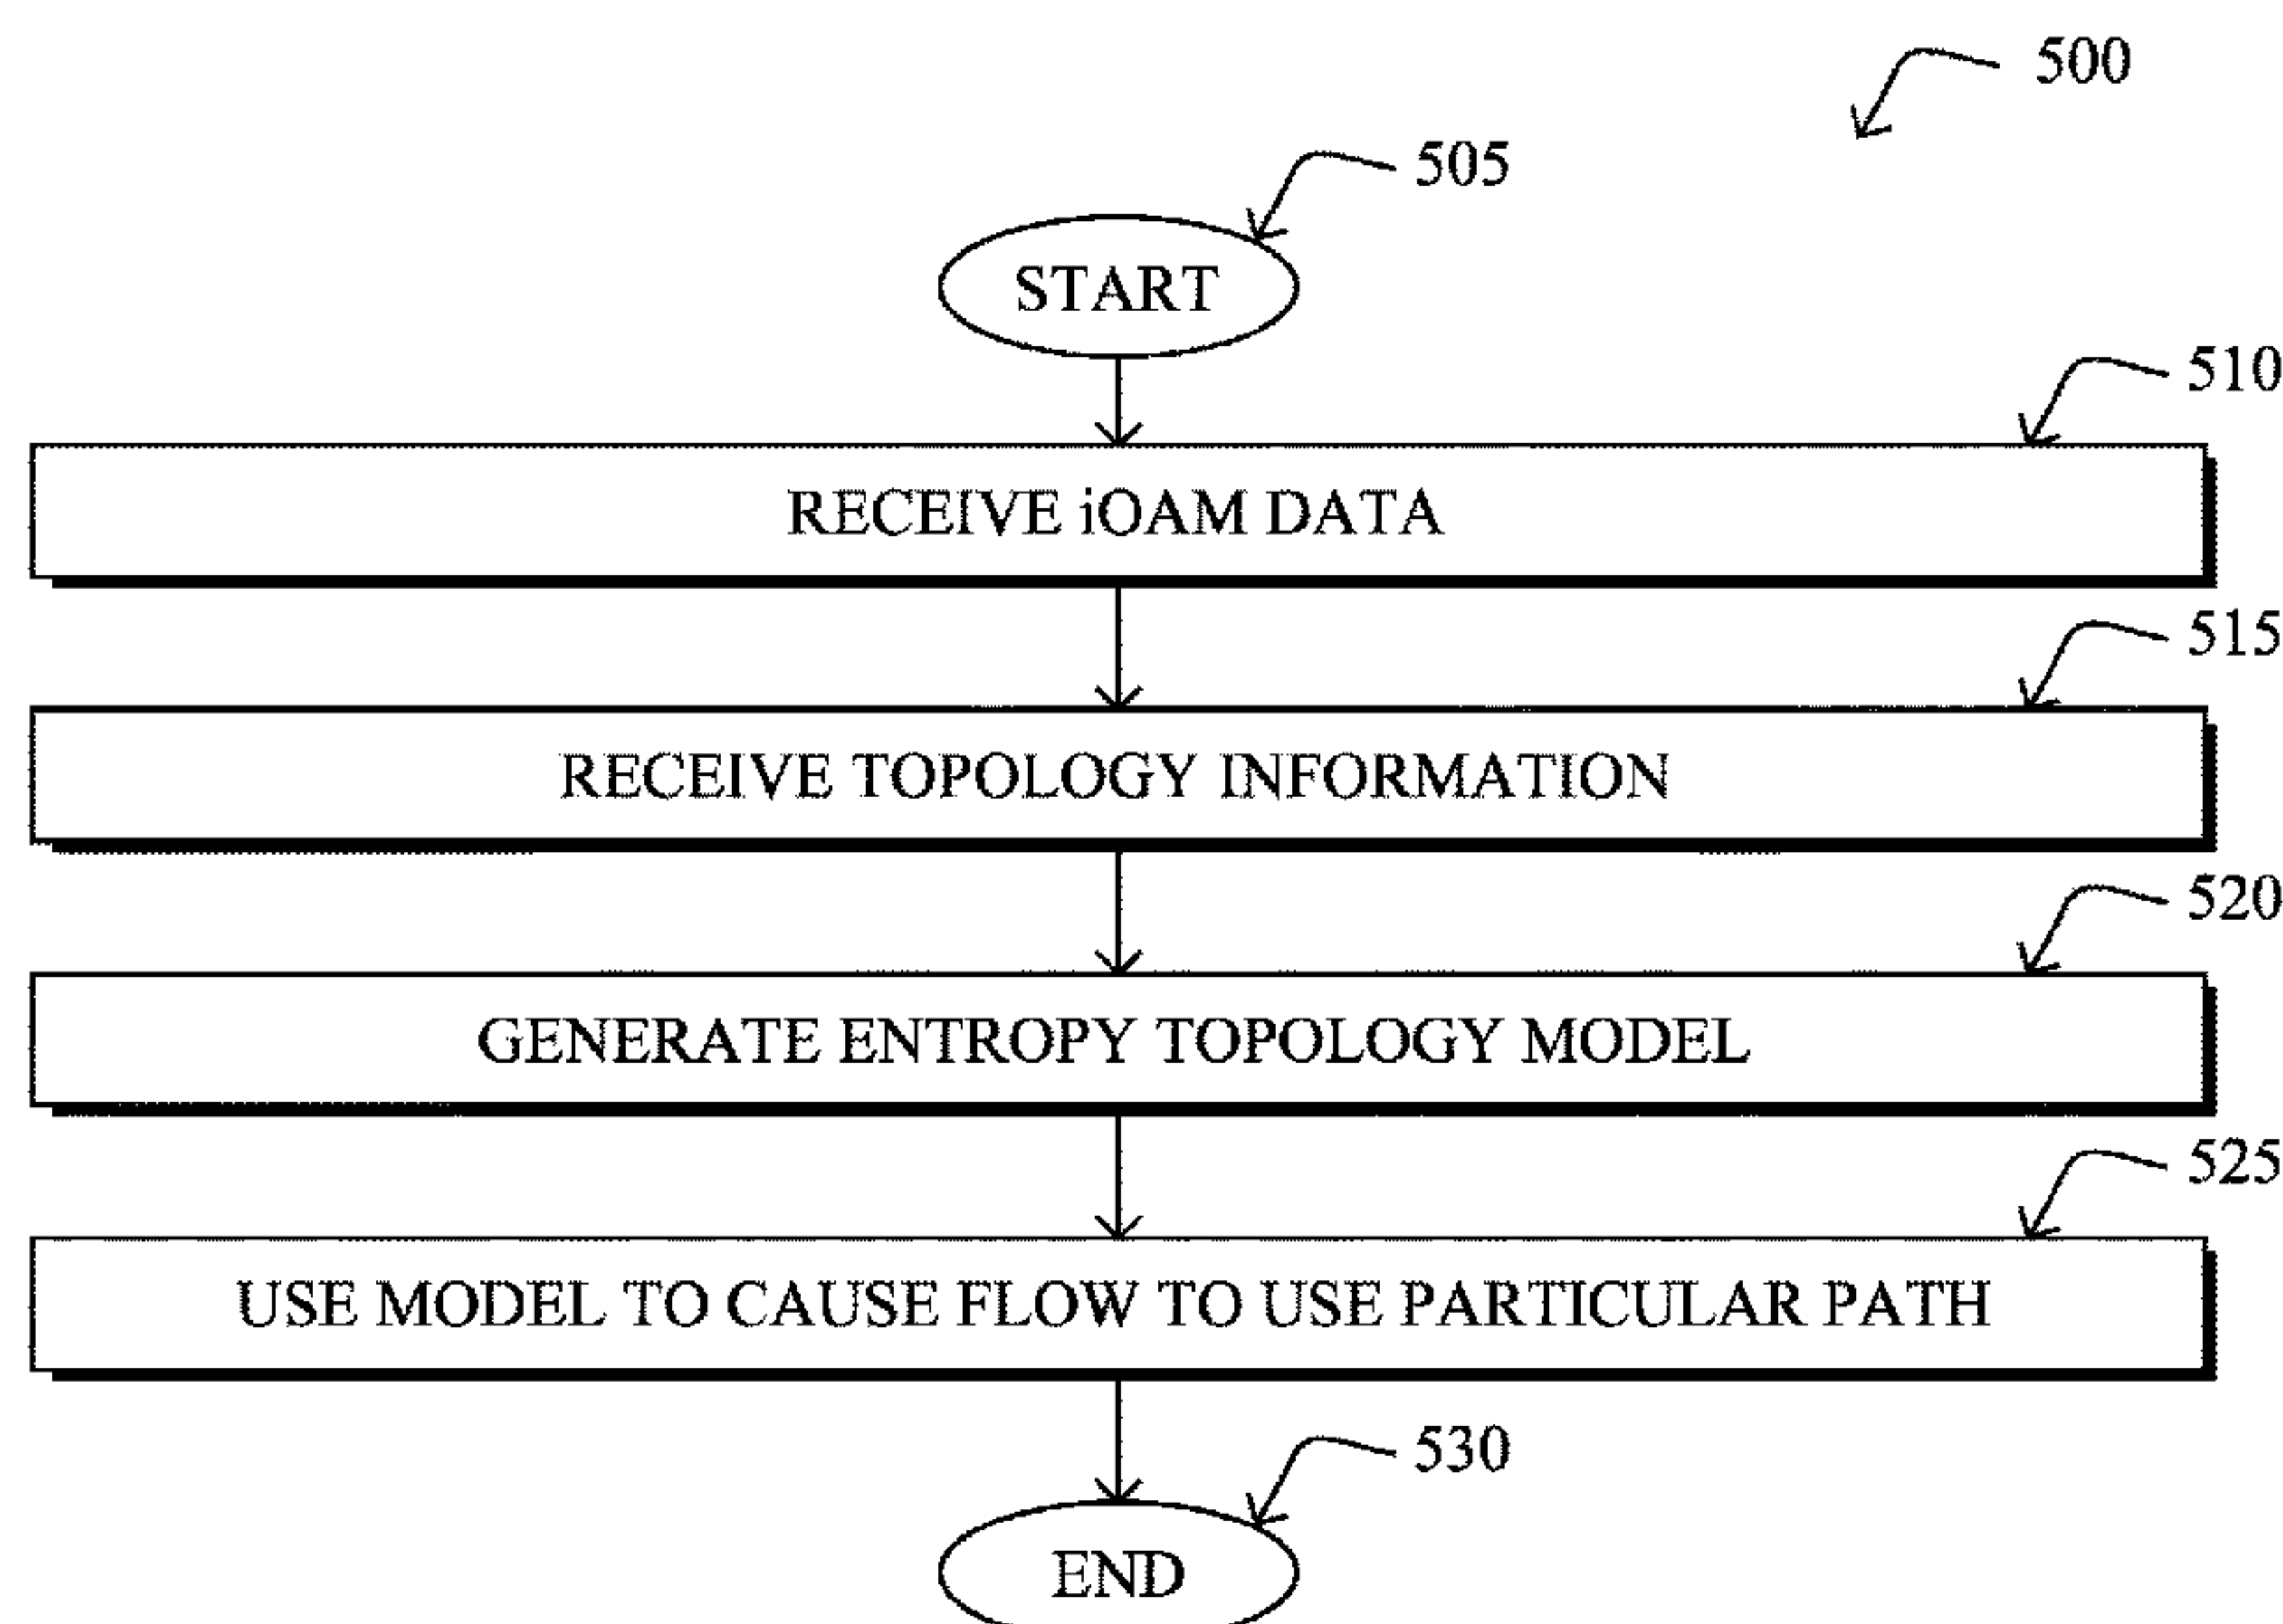 500
505
START
510
RECEIVE iOAM DATA
515
RECEIVE TOPOLOGY INFORMATION
520
GENERATE ENTROPY TOPOLOGY MODEL
525
USE MODEL TO CAUSE FLOW TO USE PARTICULAR PATH
530
END